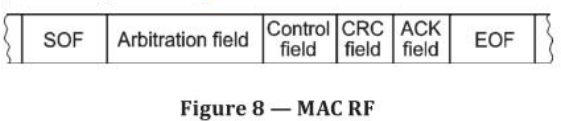 SOF Arbitration field Control field CRC field ACK field EOF
Figure 8 — MAC RF